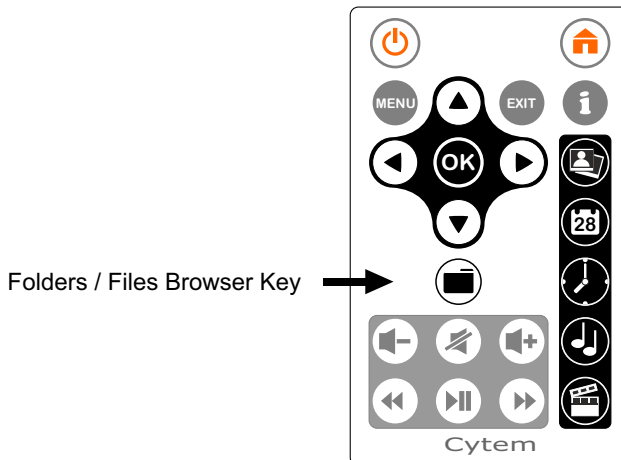 MENU
EXIT
i
OK
28
Folders / Files Browser Key
Cytem